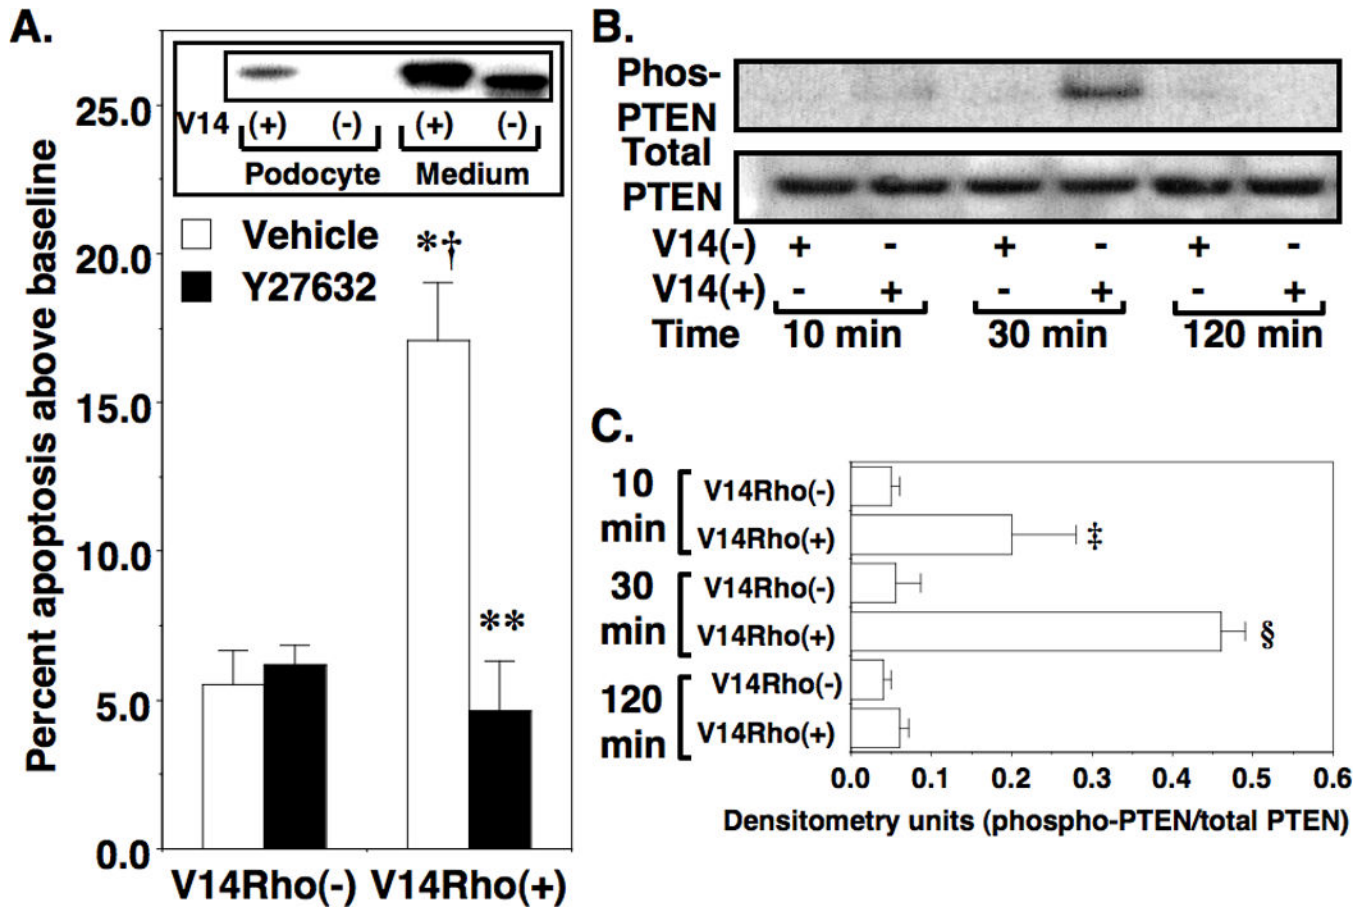 A.
Percent apoptosis above baseline
25.0
20.0
15.0
10.0
5.0
0.0
V14 (+) (-) (+) (-)
Podocyte Medium
Vehicle
Y27632
*†
**
V14Rho(-) V14Rho(+)
B.
Phos-
PTEN
Total
PTEN
V14(-) + - + - + -
V14(+) - + - + - +
Time 10 min 30 min 120 min
C.
10
min
V14Rho(-)
V14Rho(+)
‡
30
min
V14Rho(-)
V14Rho(+)
§
120
min
V14Rho(-)
V14Rho(+)
0.0 0.1 0.2 0.3 0.4 0.5 0.6
Densitometry units (phospho-PTEN/total PTEN)